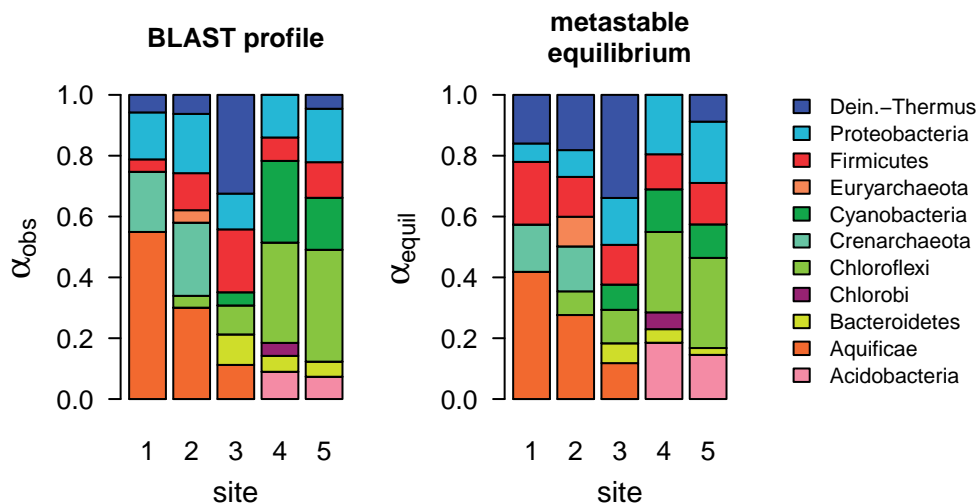 BLAST profile
αobs
1.0
0.8
0.6
0.4
0.2
0.0
1 2 3 4 5
site
metastable
equilibrium
αequil
1.0
0.8
0.6
0.4
0.2
0.0
1 2 3 4 5
site
Dein.−Thermus
Proteobacteria
Firmicutes
Euryarchaeota
Cyanobacteria
Crenarchaeota
Chloroflexi
Chlorobi
Bacteroidetes
Aquificae
Acidobacteria